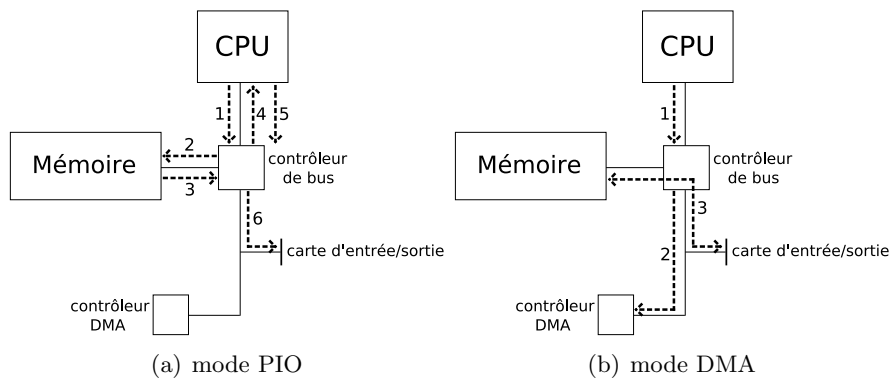 CPU
1
4
5
2
Mémoire
3
contrôleur
de bus
6
carte d'entrée/sortie
contrôleur
DMA
(a) mode PIO
CPU
1
Mémoire
contrôleur
de bus
3
2
carte d'entrée/sortie
contrôleur
DMA
(b) mode DMA